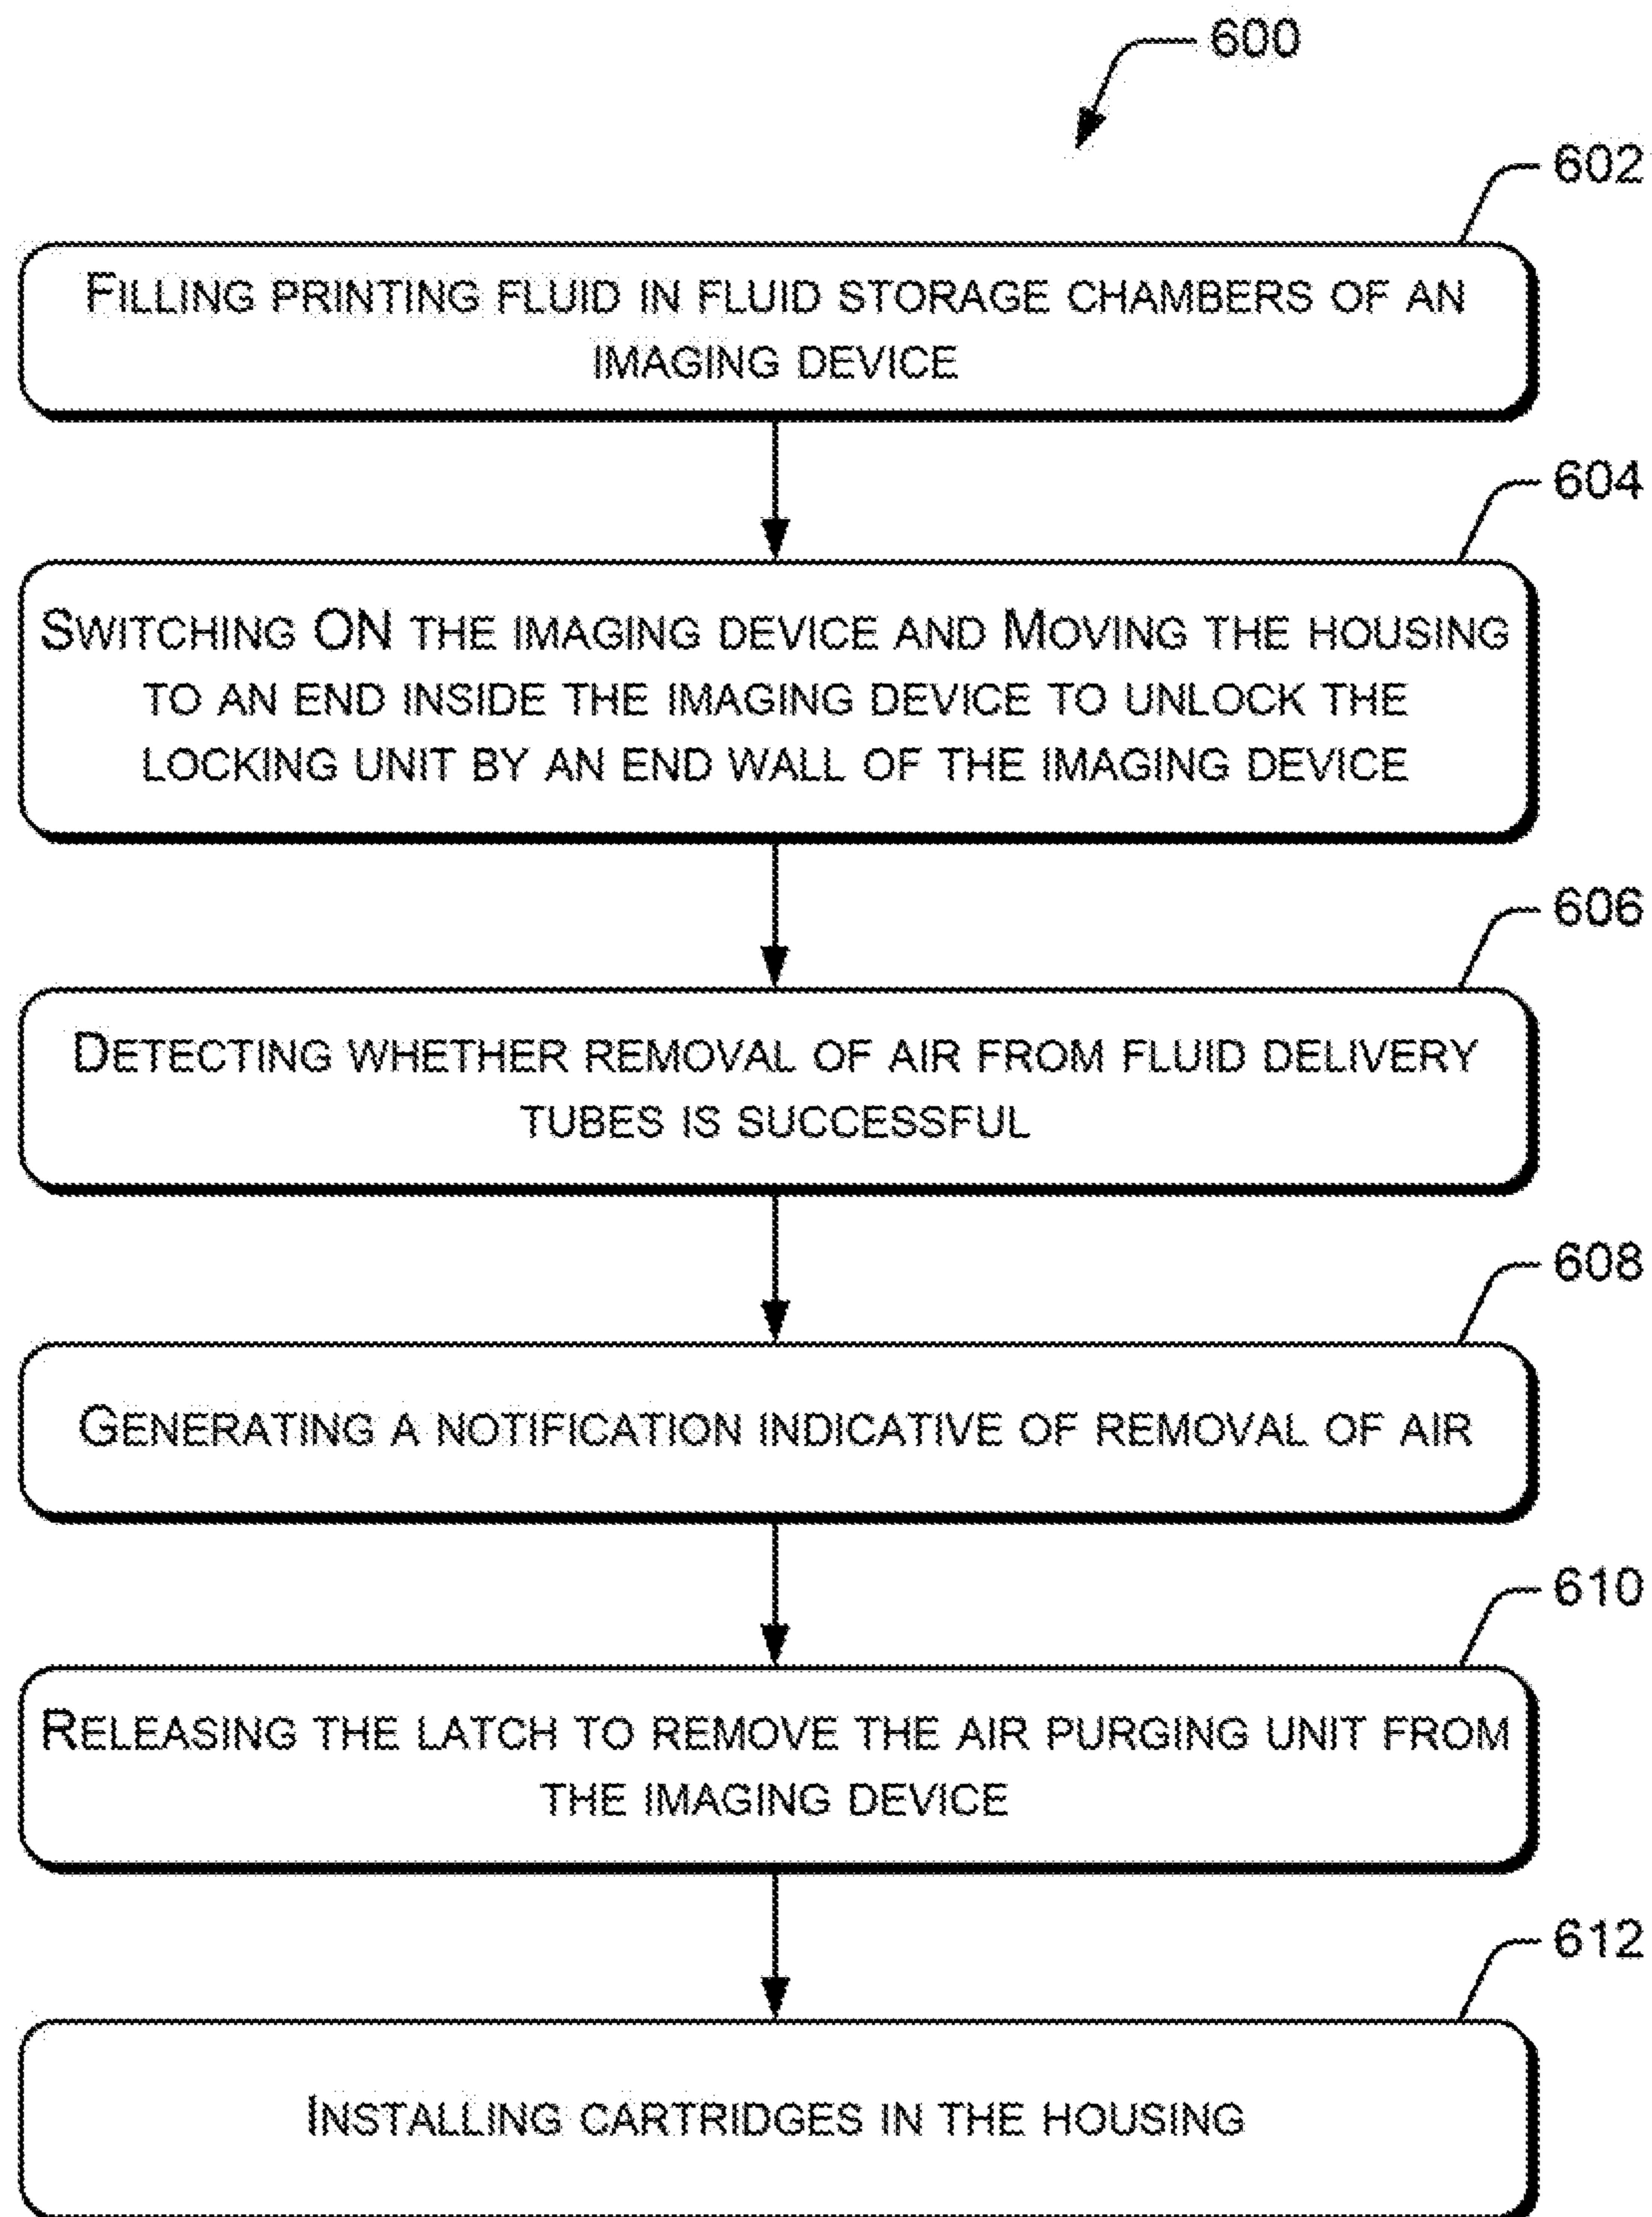 600
602
FILLING PRINTING FLUID IN FLUID STORAGE CHAMBERS OF AN
IMAGING DEVICE
604
SWITCHING ON THE IMAGING DEVICE AND MOVING THE HOUSING
TO AN END INSIDE THE IMAGING DEVICE TO UNLOCK THE
LOCKING UNIT BY AN END WALL OF THE IMAGING DEVICE
606
DETECTING WHETHER REMOVAL OF AIR FROM FLUID DELIVERY
TUBES IS SUCCESSFUL
608
GENERATING A NOTIFICATION INDICATIVE OF REMOVAL OF AIR
610
RELEASING THE LATCH TO REMOVE THE AIR PURGING UNIT FROM
THE IMAGING DEVICE
612
INSTALLING CARTRIDGES IN THE HOUSING